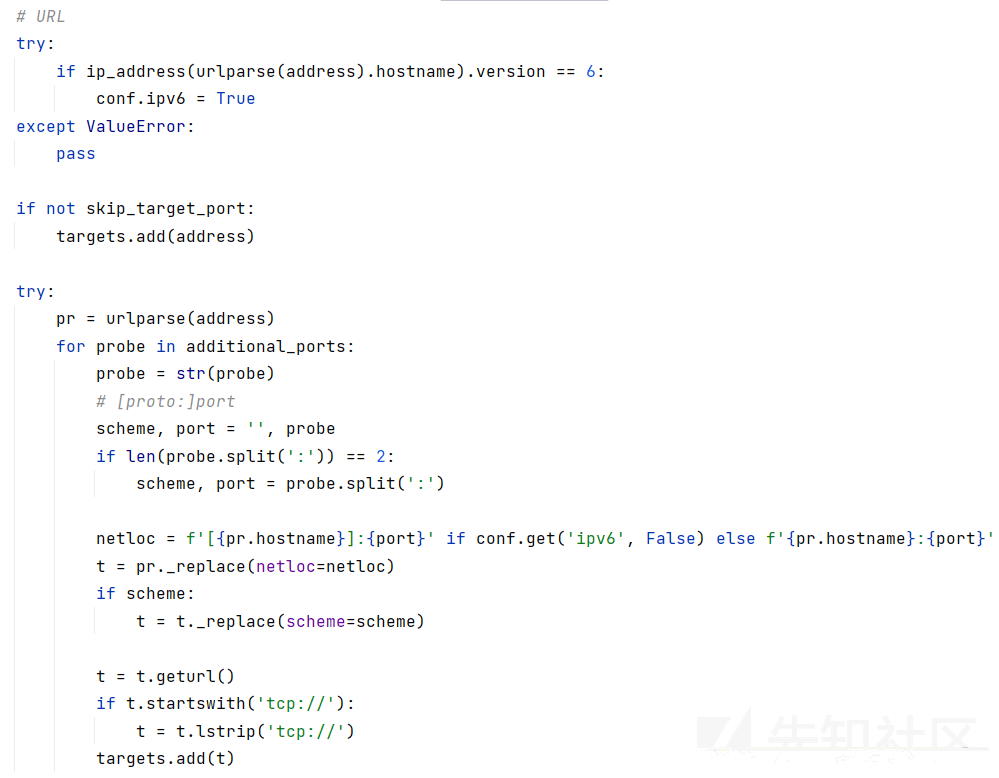 # URL
try:
    if ip_address(urlparse(address).hostname).version == 6:
        conf.ipv6 = True
except ValueError:
    pass

if not skip_target_port:
    targets.add(address)

try:
    pr = urlparse(address)
    for probe in additional_ports:
        probe = str(probe)
        # [proto:]port
        scheme, port = '', probe
        if len(probe.split(':')) == 2:
            scheme, port = probe.split(':')

        netloc = f'[{pr.hostname}]:{port}' if conf.get('ipv6', False) else f'{pr.hostname}:{port}'
        t = pr._replace(netloc=netloc)
        if scheme:
            t = t._replace(scheme=scheme)

        t = t.geturl()
        if t.startswith('tcp://'):
            t = t.lstrip('tcp://')
        targets.add(t)
先知社区